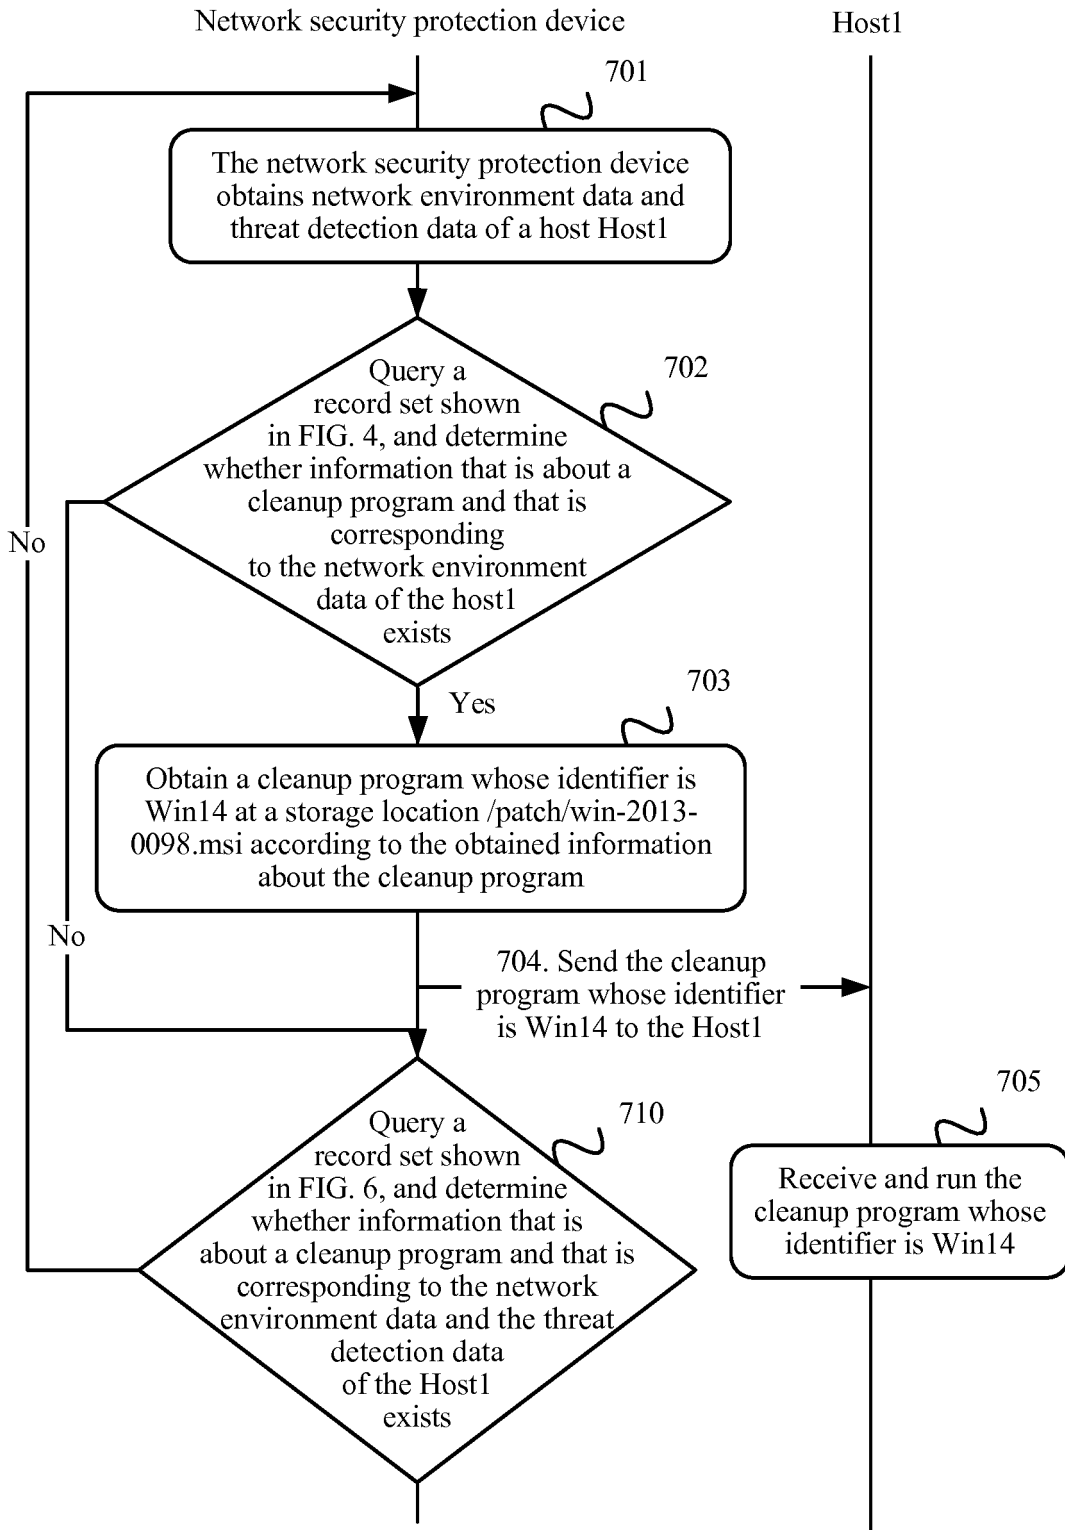 Network security protection device
Host1
701
The network security protection device
obtains network environment data and
threat detection data of a host Host1
702
Query a
record set shown
in FIG. 4, and determine
whether information that is about a
cleanup program and that is
corresponding
to the network environment
data of the host1
exists
No
Yes
703
Obtain a cleanup program whose identifier is
Win14 at a storage location /patch/win-2013-
0098.msi according to the obtained information
about the cleanup program
No
704. Send the cleanup
program whose identifier
is Win14 to the Host1
705
Receive and run the
cleanup program whose
identifier is Win14
710
Query a
record set shown
in FIG. 6, and determine
whether information that is
about a cleanup program and that is
corresponding to the network
environment data and the threat
detection data
of the Host1
exists